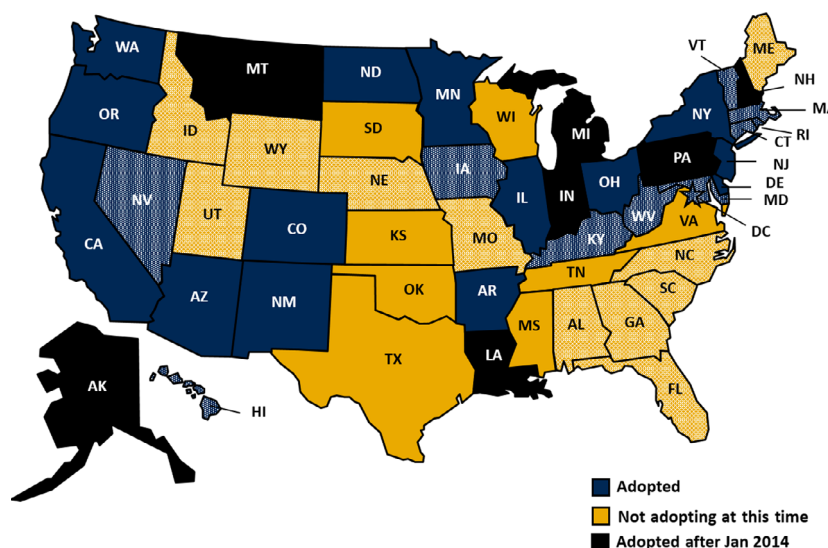 WA
MT
ND
MN
VT
ME
NH
OR
ID
SD
WI
NY
MA
RI
CT
WY
MI
PA
NJ
NV
NE
IA
IL
IN
OH
DE
MD
UT
CO
WV
VA
DC
CA
KS
MO
KY
NC
AZ
NM
OK
AR
TN
SC
TX
MS
AL
GA
LA
FL
AK
HI
Adopted
Not adopting at this time
Adopted after Jan 2014